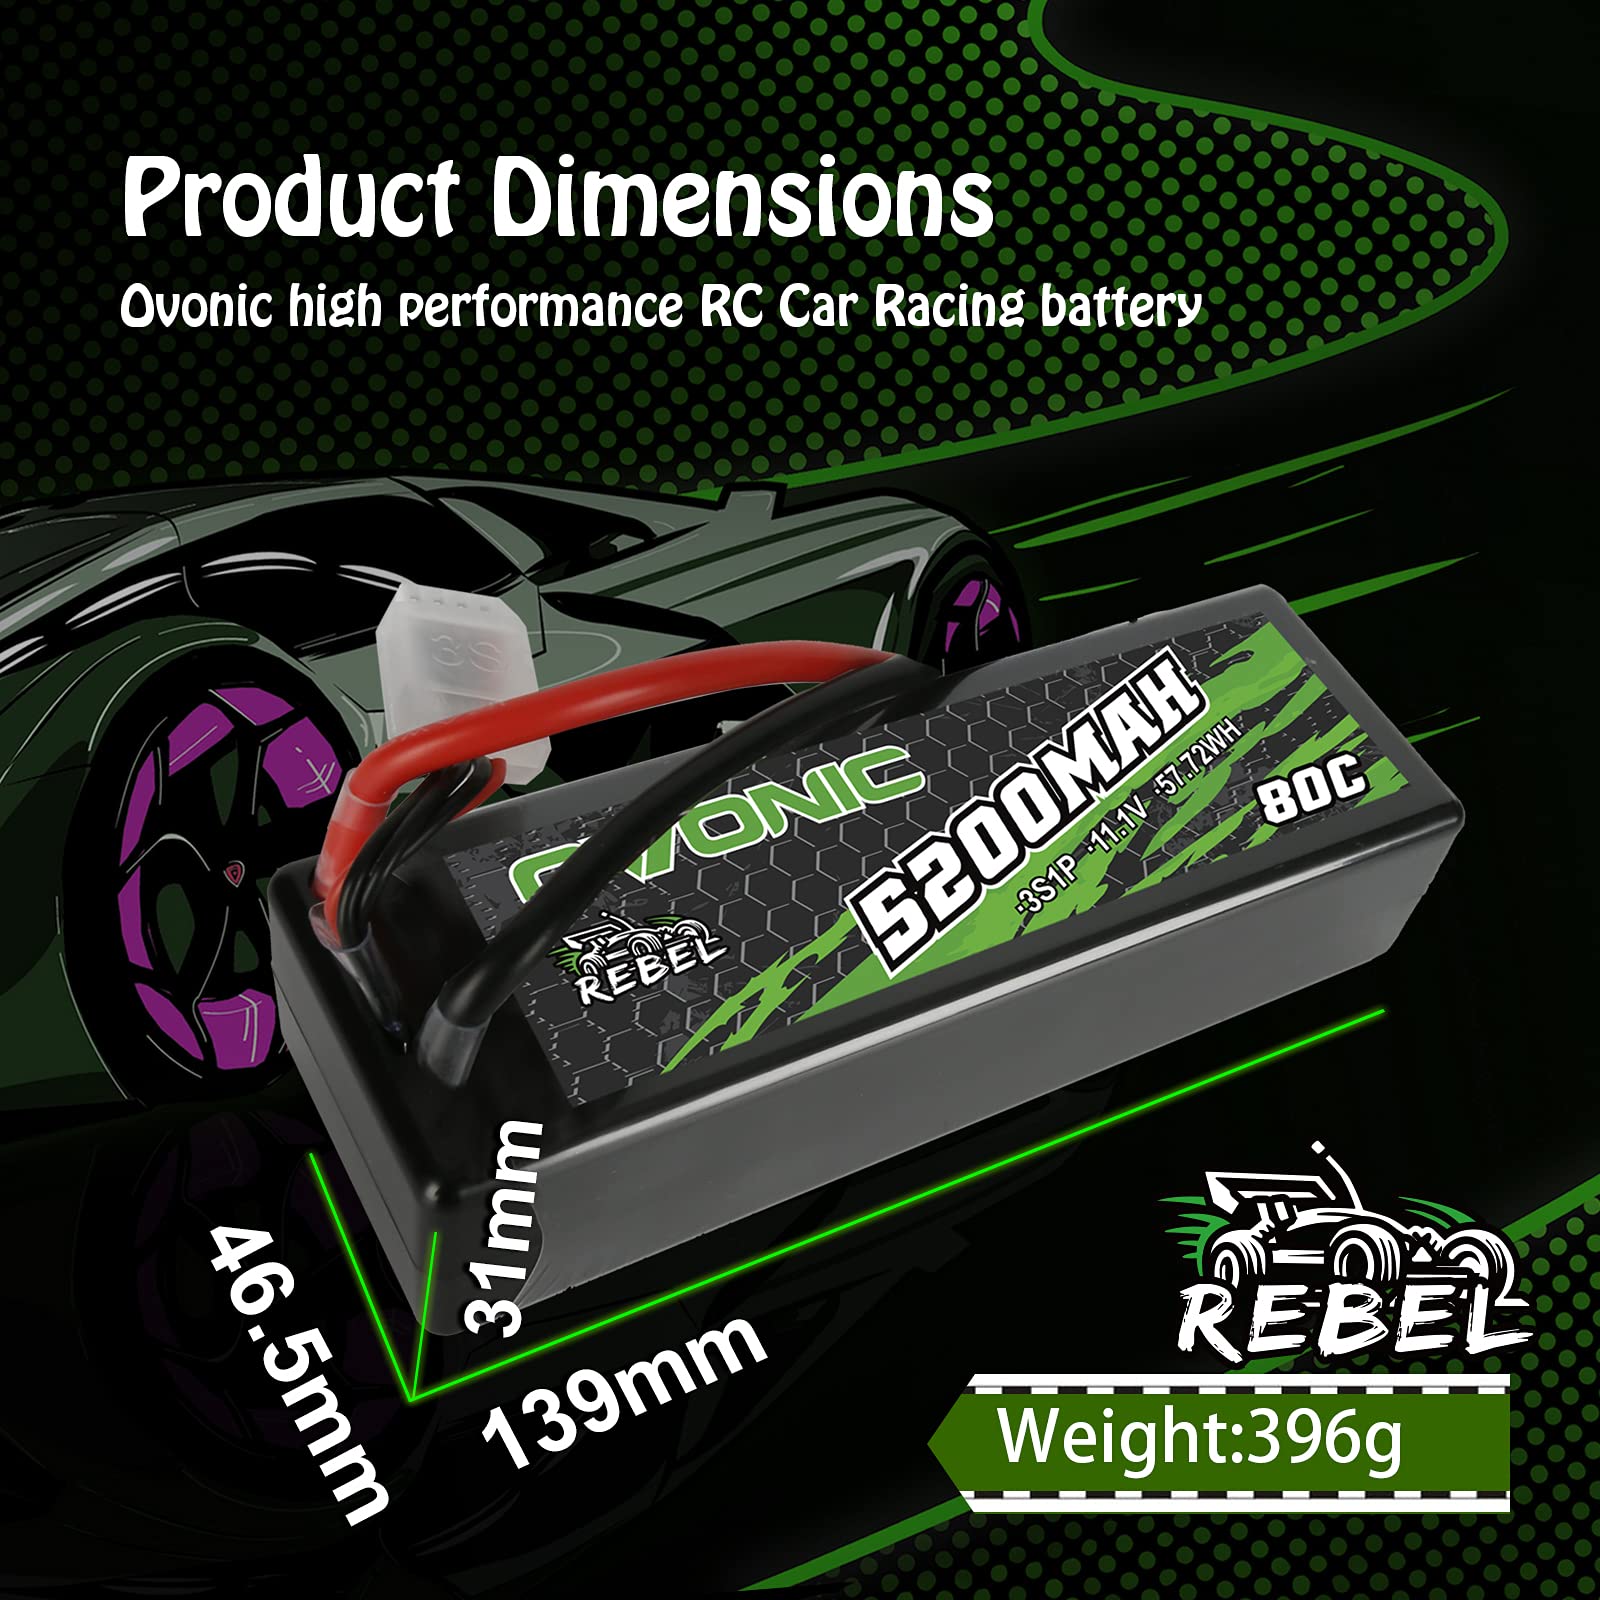 Product Dimensions
Ovonic high performance RC Car Racing battery
3S
OVONIC
5200MAH
·3S1P ·11.1V ·57.72WH
80C
REBEL
31mm
46.5mm
139mm
REBEL
Weight:396g